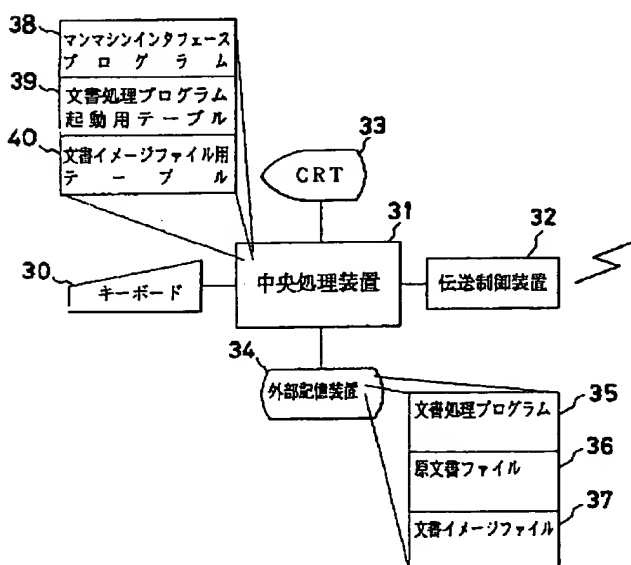 38
マンマシンインタフェース
プログラム
39
文書処理プログラム
起動用テーブル
40
文書イメージファイル用
テーブル
33
CRT
31
中央処理装置
32
伝送制御装置
30
キーボード
34
外部記憶装置
35
文書処理プログラム
36
原文書ファイル
37
文書イメージファイル